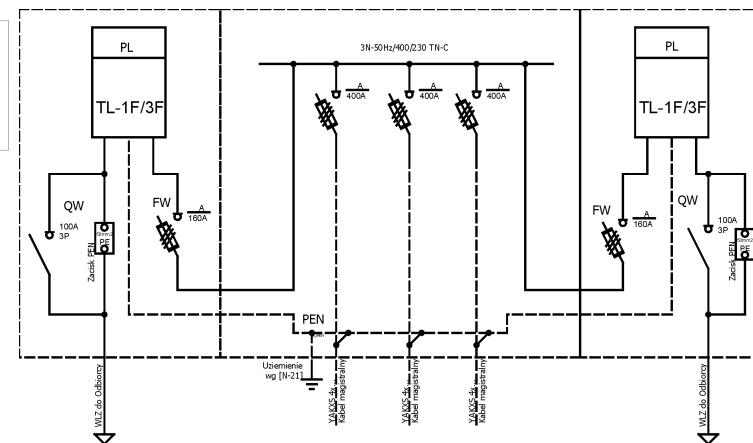 3N-50Hz/400/230 TN-C
PL
TL-1F/3F
QW
100A
3P
50mm2
PE
Zacisk PEN
FW
A
160A
A
400A
A
400A
A
400A
PL
TL-1F/3F
FW
A
160A
QW
100A
3P
50mm2
PE
Zacisk PEN
PEN
Uziemienie
wg [N-21]
WLZ do Odbiorcy
YAKXS 4x
Kabel magistralny
YAKXS 4x
Kabel magistralny
YAKXS 4x
Kabel magistralny
WLZ do Odbiorcy